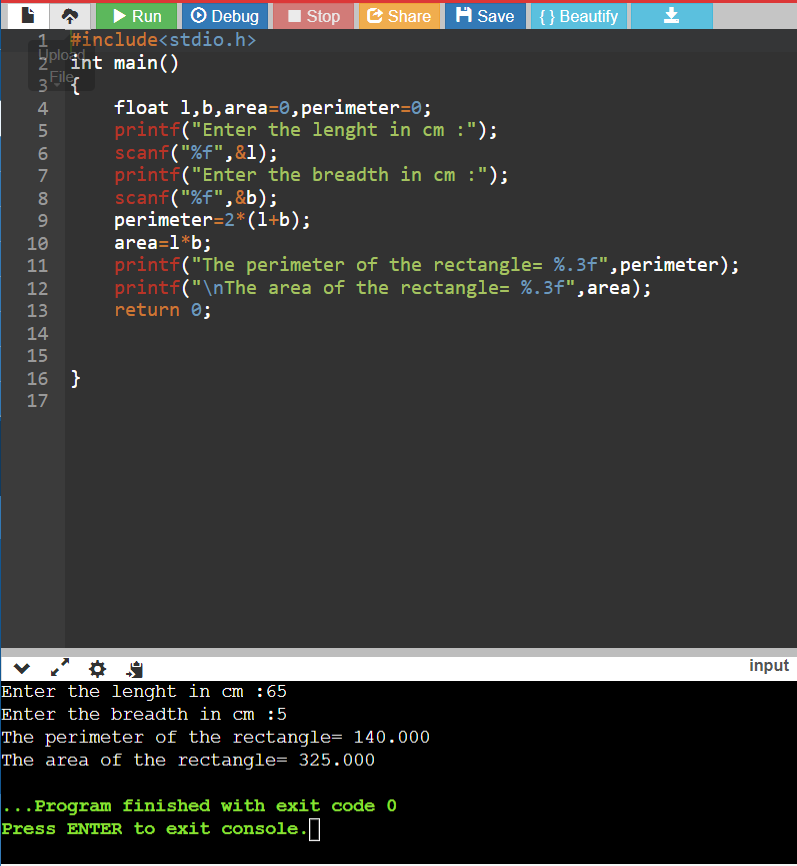 Run Debug Stop Share Save { } Beautify
Upload
File
1 #include<stdio.h>
2 int main()
3 {
4 float l,b,area=0,perimeter=0;
5 printf("Enter the lenght in cm :");
6 scanf("%f",&l);
7 printf("Enter the breadth in cm :");
8 scanf("%f",&b);
9 perimeter=2*(l+b);
10 area=l*b;
11 printf("The perimeter of the rectangle= %.3f",perimeter);
12 printf("\nThe area of the rectangle= %.3f",area);
13 return 0;
14
15
16 }
17
input
Enter the lenght in cm :65
Enter the breadth in cm :5
The perimeter of the rectangle= 140.000
The area of the rectangle= 325.000
...Program finished with exit code 0
Press ENTER to exit console.